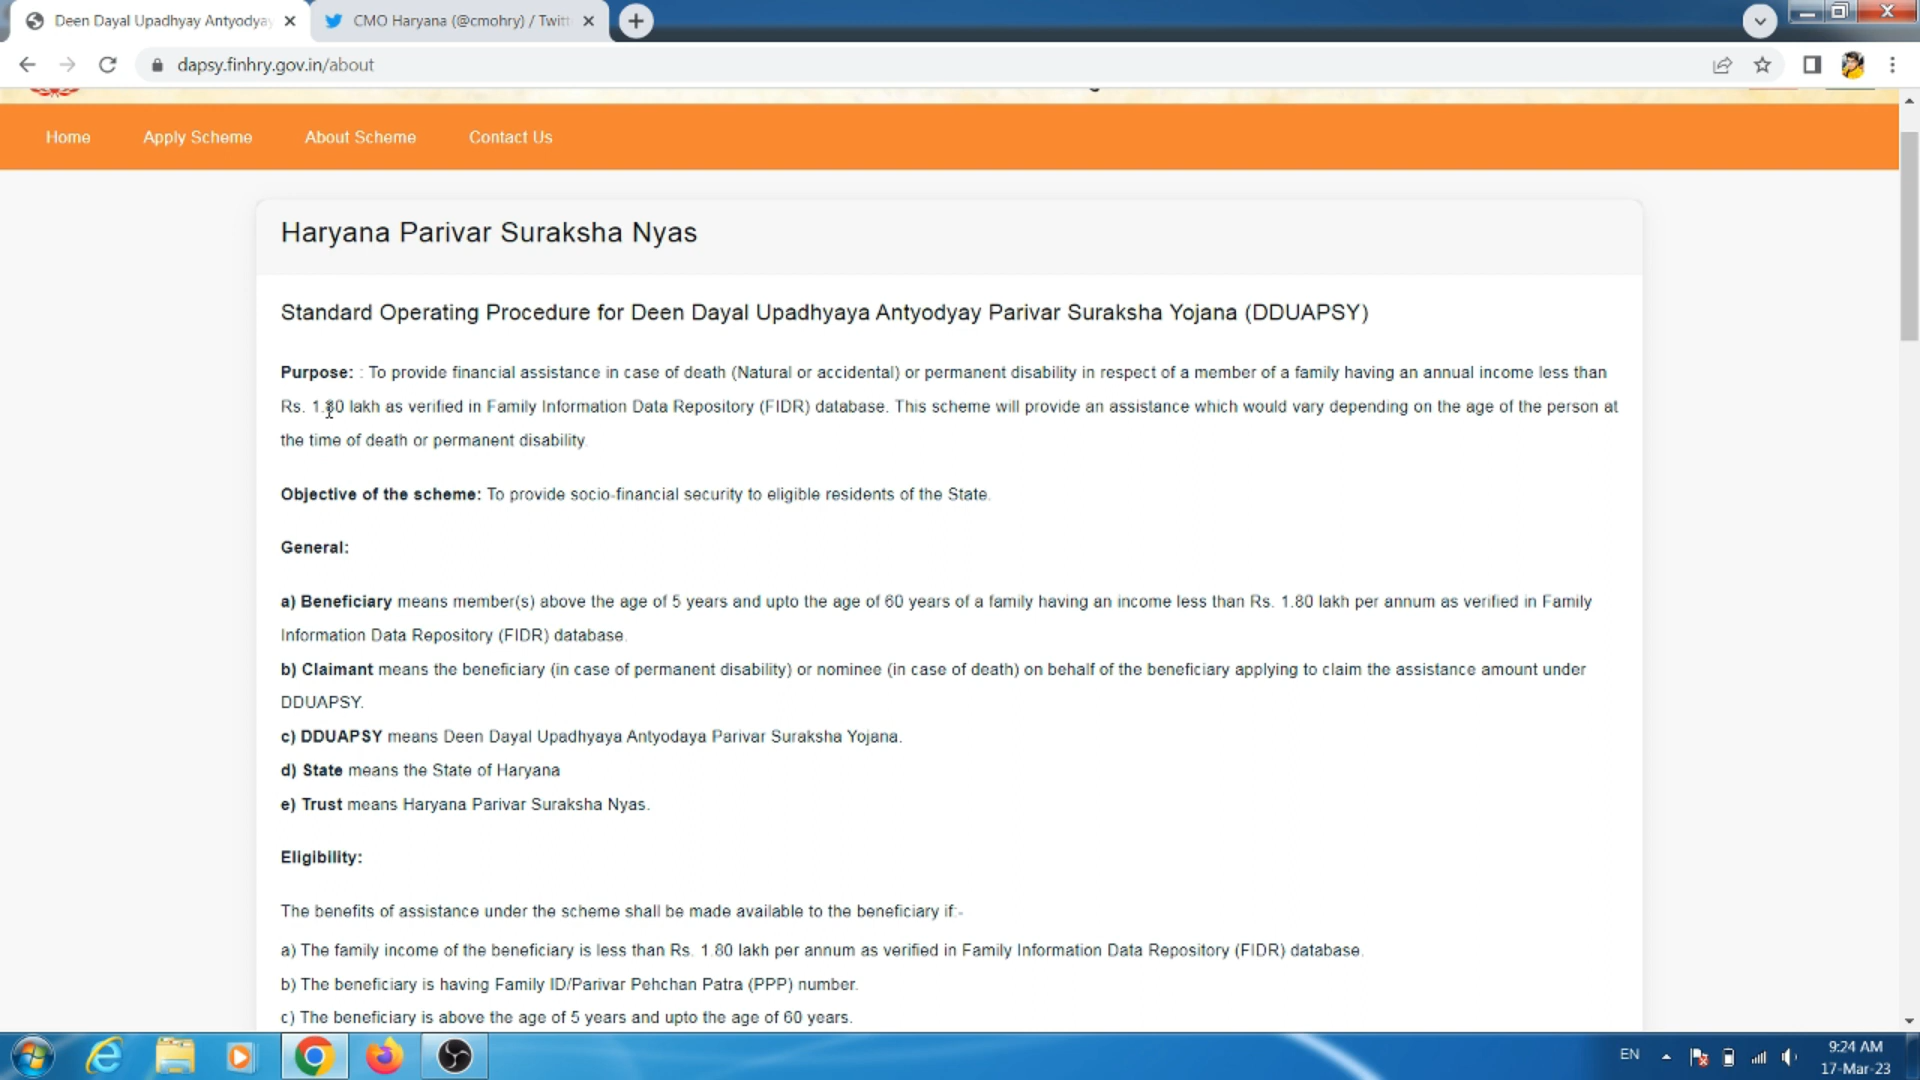 Deen Dayal Upadhyay Antyodya
CMO Haryana (@cmohry) / Twitt
dapsy.finhry.gov.in/about
Home Apply Scheme About Scheme Contact Us
Haryana Parivar Suraksha Nyas
Standard Operating Procedure for Deen Dayal Upadhyaya Antyodyay Parivar Suraksha Yojana (DDUAPSY)
Purpose: : To provide financial assistance in case of death (Natural or accidental) or permanent disability in respect of a member of a family having an annual income less than
Rs. 1.80 lakh as verified in Family Information Data Repository (FIDR) database. This scheme will provide an assistance which would vary depending on the age of the person at
the time of death or permanent disability.
Objective of the scheme: To provide socio-financial security to eligible residents of the State.
General:
a) Beneficiary means member(s) above the age of 5 years and upto the age of 60 years of a family having an income less than Rs. 1.80 lakh per annum as verified in Family
Information Data Repository (FIDR) database.
b) Claimant means the beneficiary (in case of permanent disability) or nominee (in case of death) on behalf of the beneficiary applying to claim the assistance amount under
DDUAPSY.
c) DDUAPSY means Deen Dayal Upadhyaya Antyodaya Parivar Suraksha Yojana.
d) State means the State of Haryana
e) Trust means Haryana Parivar Suraksha Nyas.
Eligibility:
The benefits of assistance under the scheme shall be made available to the beneficiary if:-
a) The family income of the beneficiary is less than Rs. 1.80 lakh per annum as verified in Family Information Data Repository (FIDR) database.
b) The beneficiary is having Family ID/Parivar Pehchan Patra (PPP) number.
c) The beneficiary is above the age of 5 years and upto the age of 60 years.
EN
9:24 AM
17-Mar-23